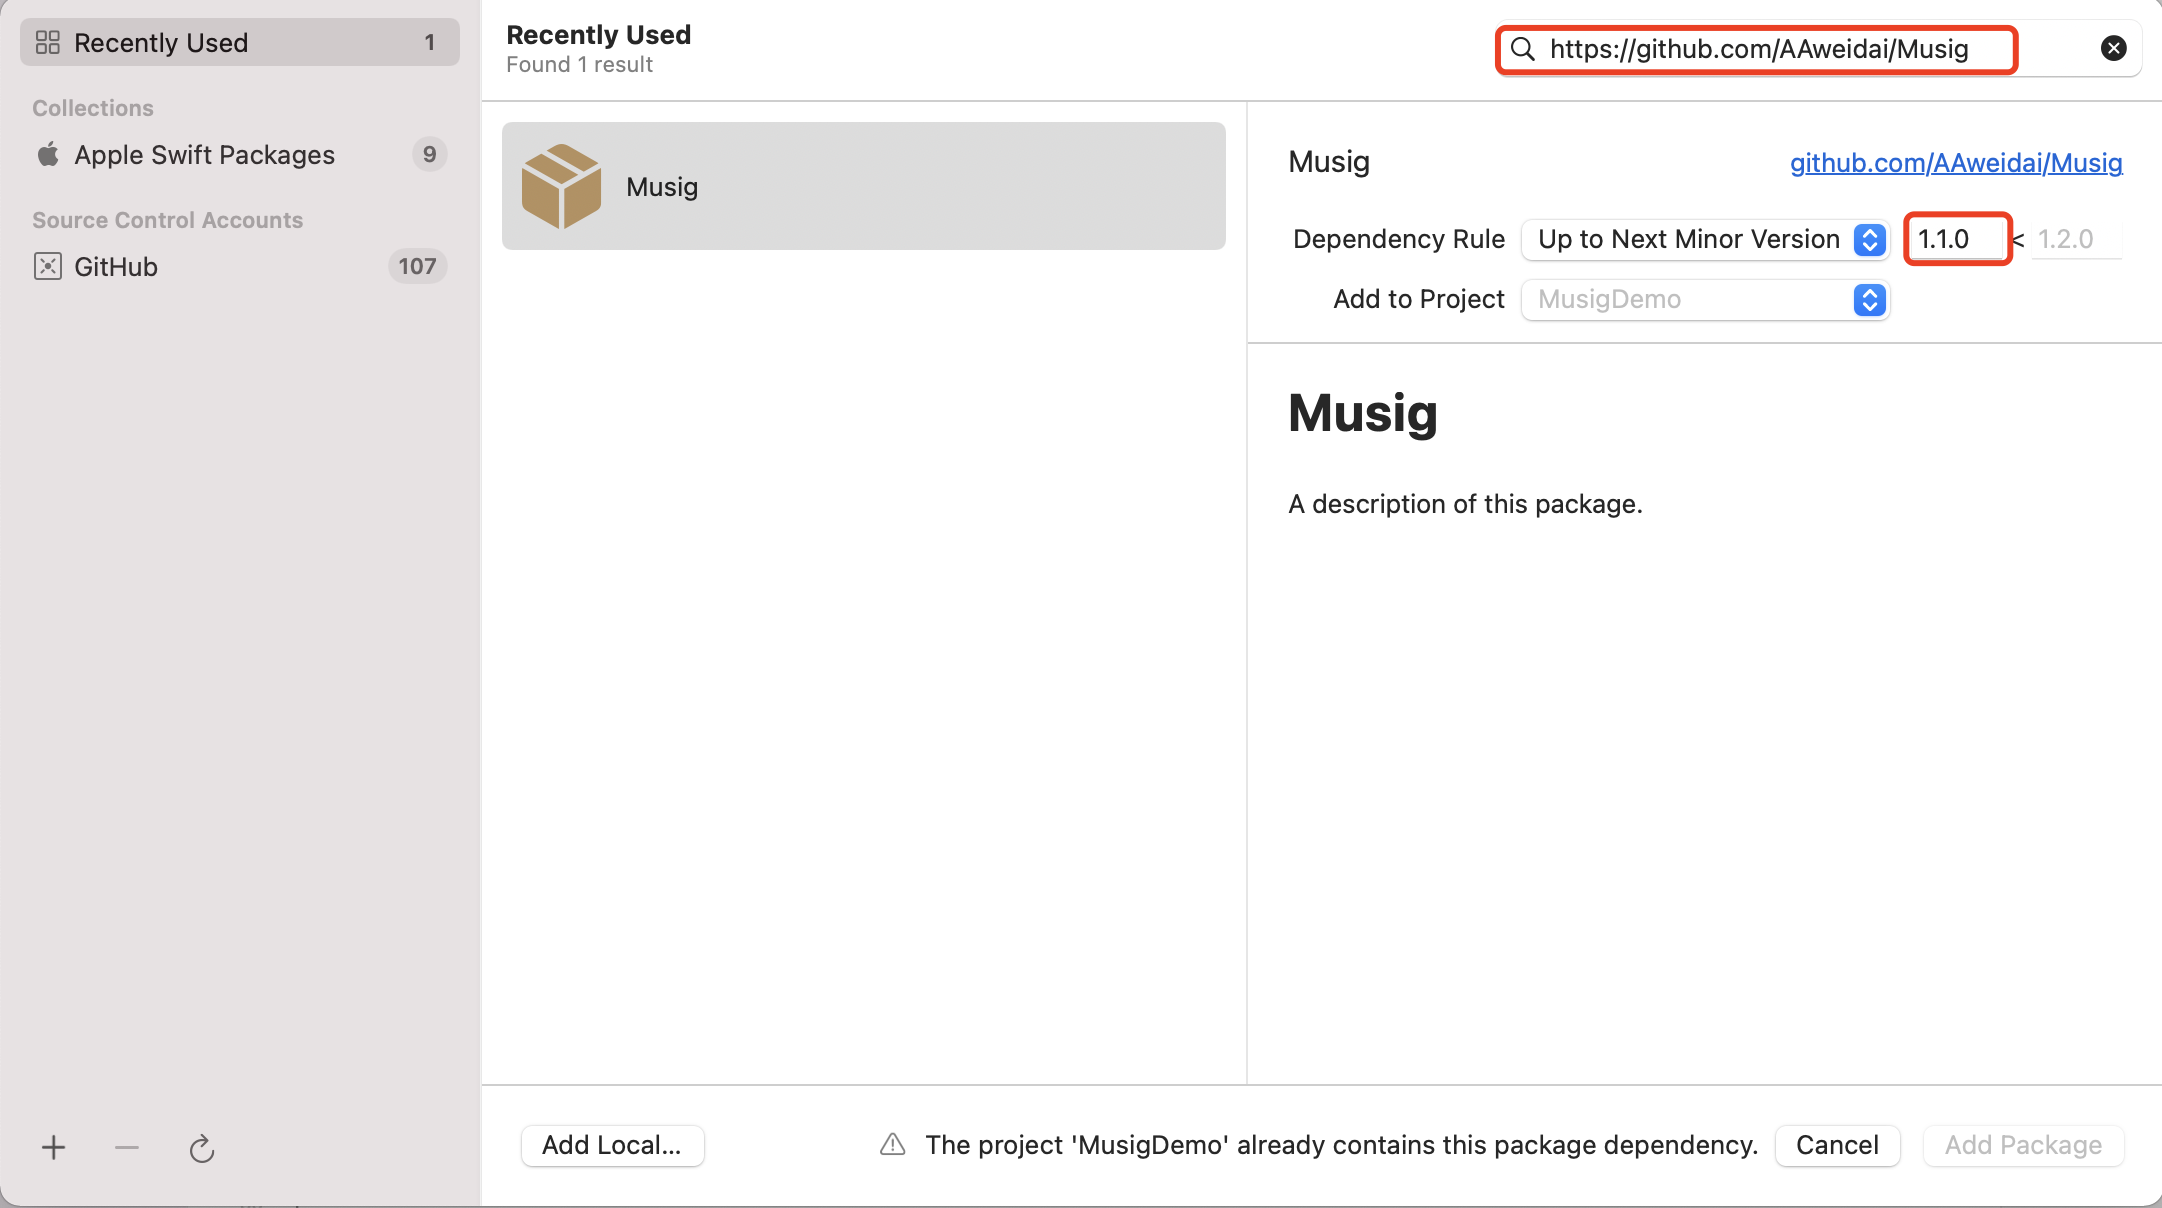 Recently Used 1
Collections
Apple Swift Packages 9
Source Control Accounts
GitHub 107
Recently Used
Found 1 result
https://github.com/AAweidai/Musig
Musig
Musig github.com/AAweidai/Musig
Dependency Rule Up to Next Minor Version 1.1.0 < 1.2.0
Add to Project MusigDemo
Musig
A description of this package.
Add Local... The project 'MusigDemo' already contains this package dependency. Cancel Add Package